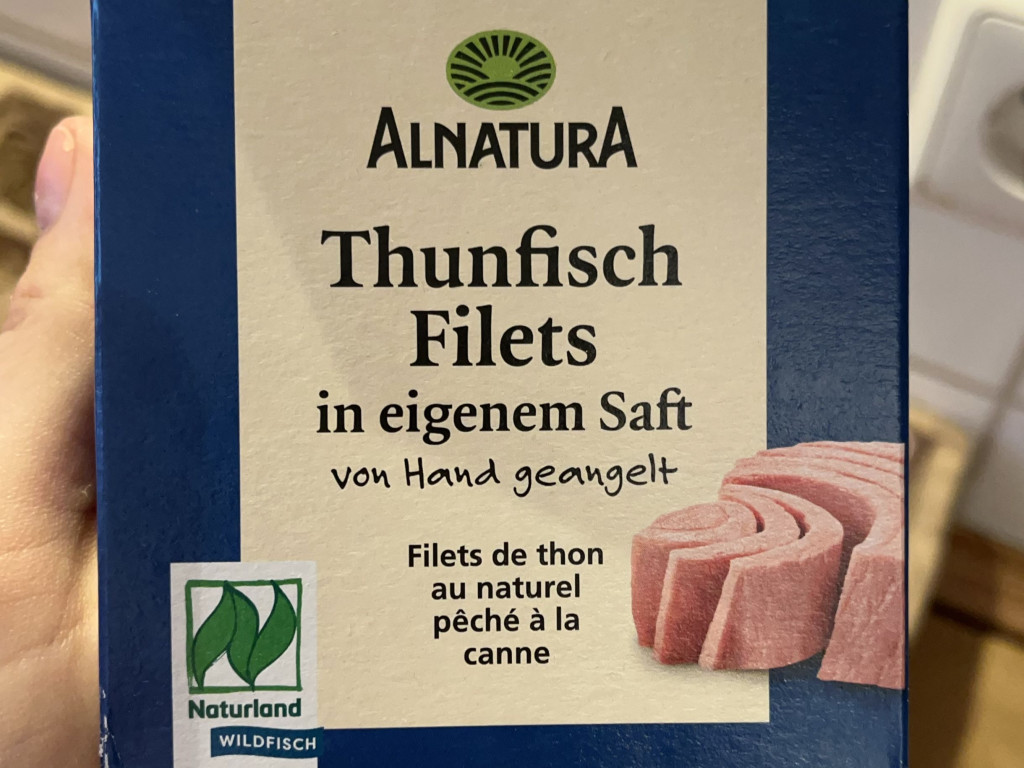 ALNATURA
Thunfisch
Filets
in eigenem Saft
von Hand geangelt
Filets de thon
au naturel
pêché à la
canne
Naturland
WILDFISCH